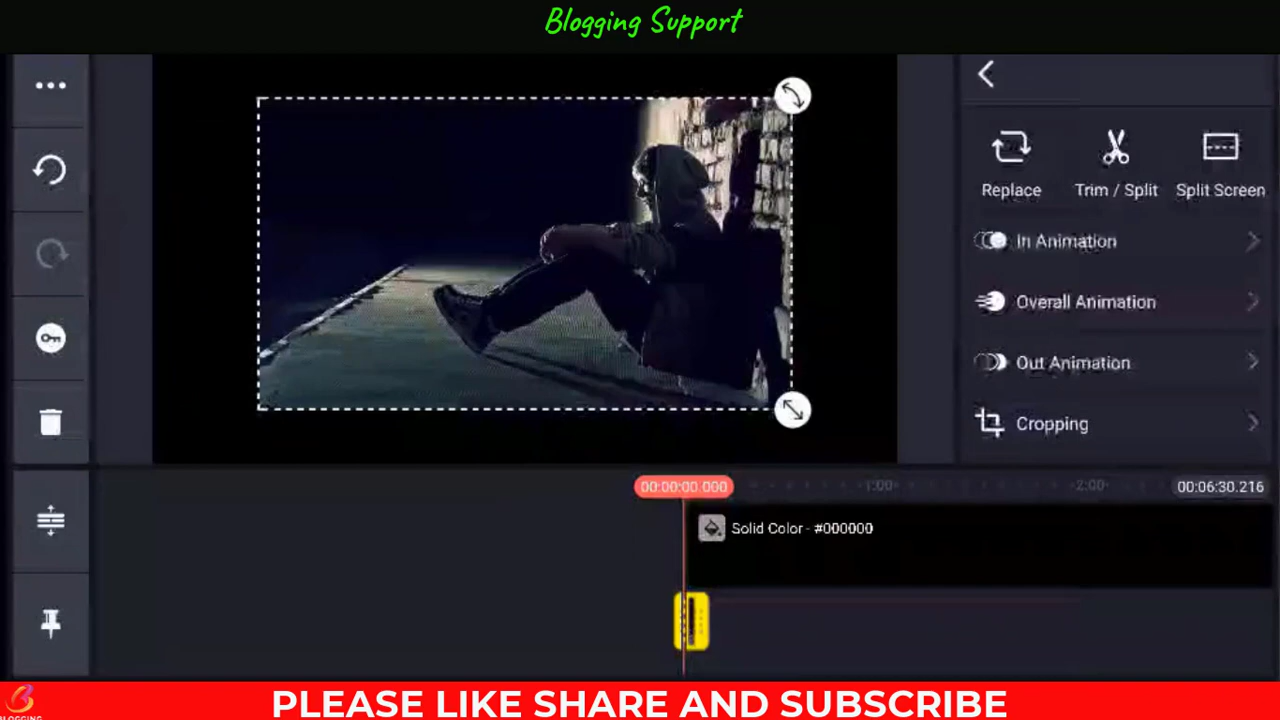 Blogging Support
Replace
Trim / Split
Split Screen
In Animation
Overall Animation
Out Animation
Cropping
00:00:00.000
1:00
2:00
00:06:30.216
Solid Color - #000000
PLEASE LIKE SHARE AND SUBSCRIBE
BLOGGING